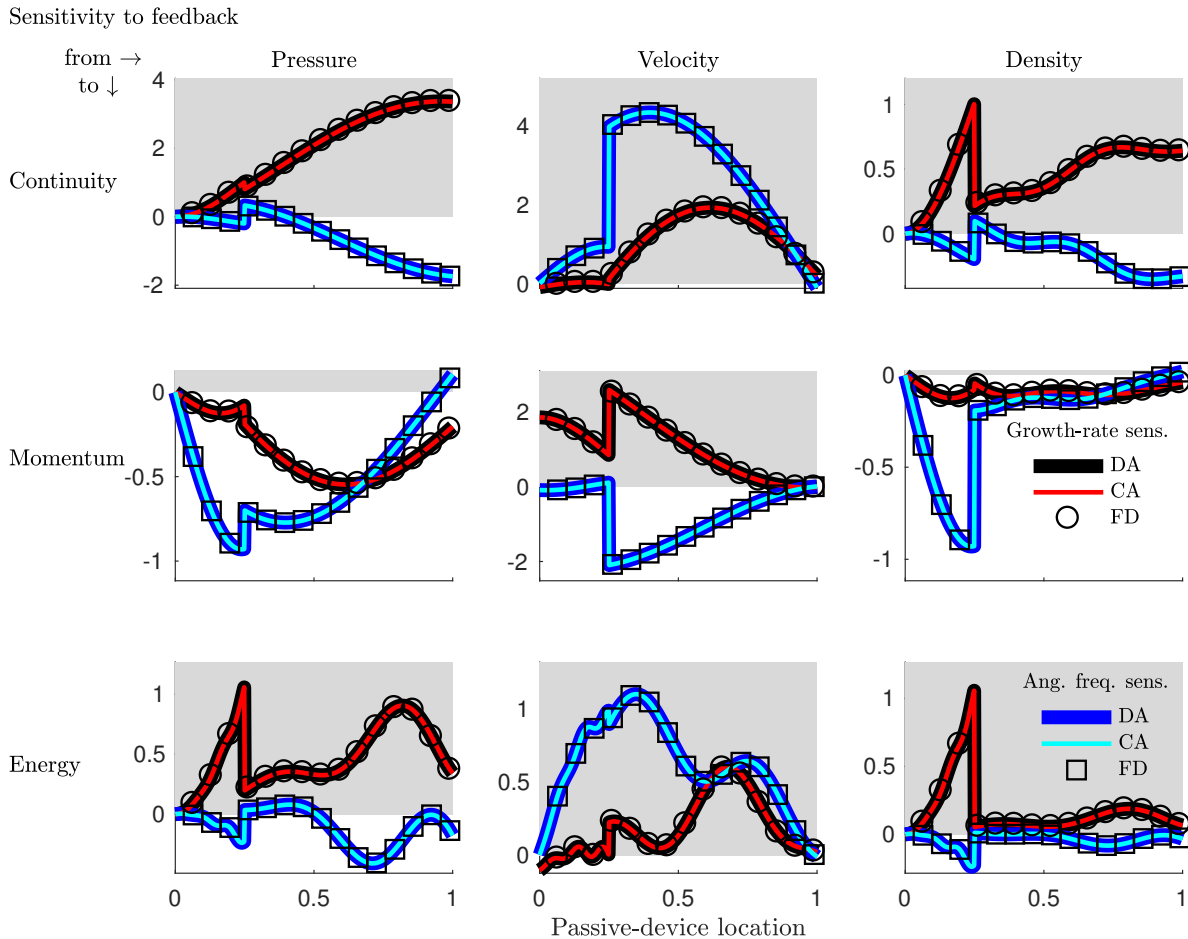 Sensitivity to feedback
from →
to ↓
Pressure
Velocity
Density
Continuity
4
2
0
-2
4
2
0
1
0.5
0
Momentum
0
-0.5
-1
2
0
-2
0
-0.5
-1
Growth-rate sens.
DA
CA
FD
Energy
1
0.5
0
1
0.5
0
1
0.5
0
Ang. freq. sens.
DA
CA
FD
0 0.5 1
0 0.5 1
0 0.5 1
Passive-device location